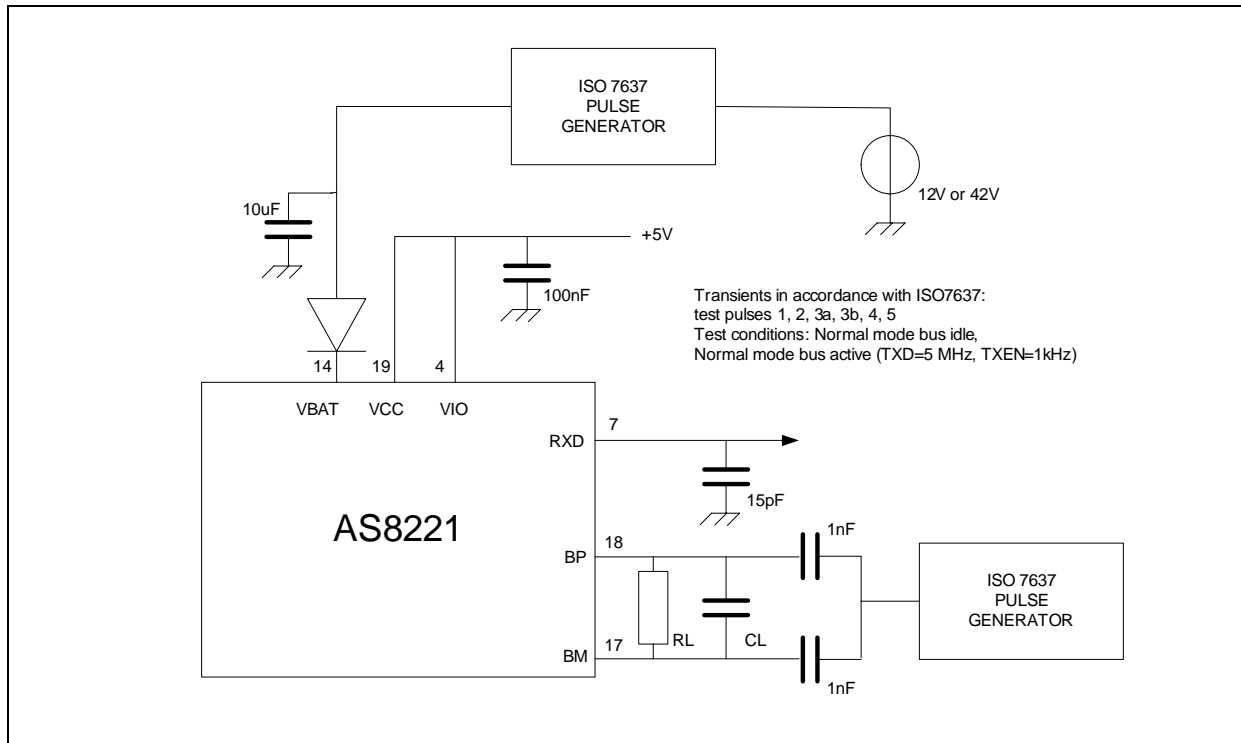 ISO 7637
PULSE
GENERATOR
12V or 42V
10uF
+5V
100nF
Transients in accordance with ISO7637:
test pulses 1, 2, 3a, 3b, 4, 5
Test conditions: Normal mode bus idle,
Normal mode bus active (TXD=5 MHz, TXEN=1kHz)
14 19 4
VBAT VCC VIO
7
RXD
15pF
AS8221
1nF
18
BP
ISO 7637
PULSE
GENERATOR
RL CL
17
BM
1nF